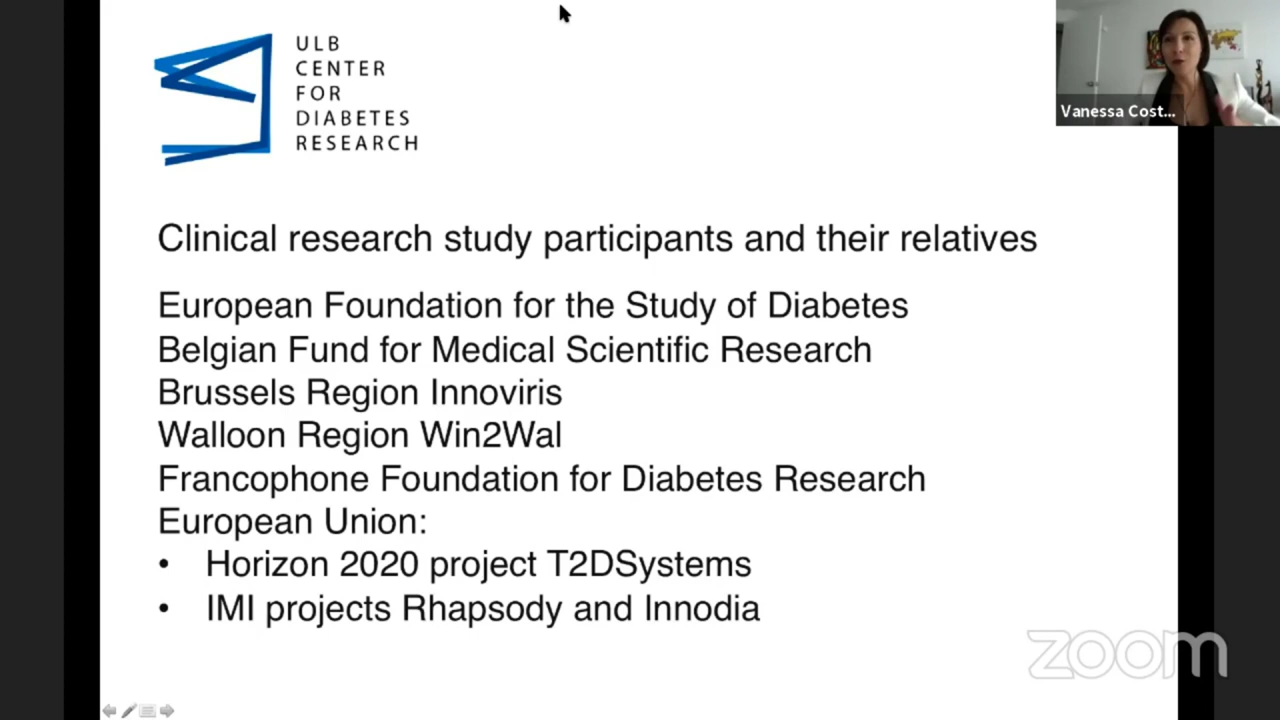 ULB
CENTER
FOR
DIABETES
RESEARCH
Vanessa Cost...
Clinical research study participants and their relatives
European Foundation for the Study of Diabetes
Belgian Fund for Medical Scientific Research
Brussels Region Innoviris
Walloon Region Win2Wal
Francophone Foundation for Diabetes Research
European Union:
• Horizon 2020 project T2DSystems
• IMI projects Rhapsody and Innodia
zoom